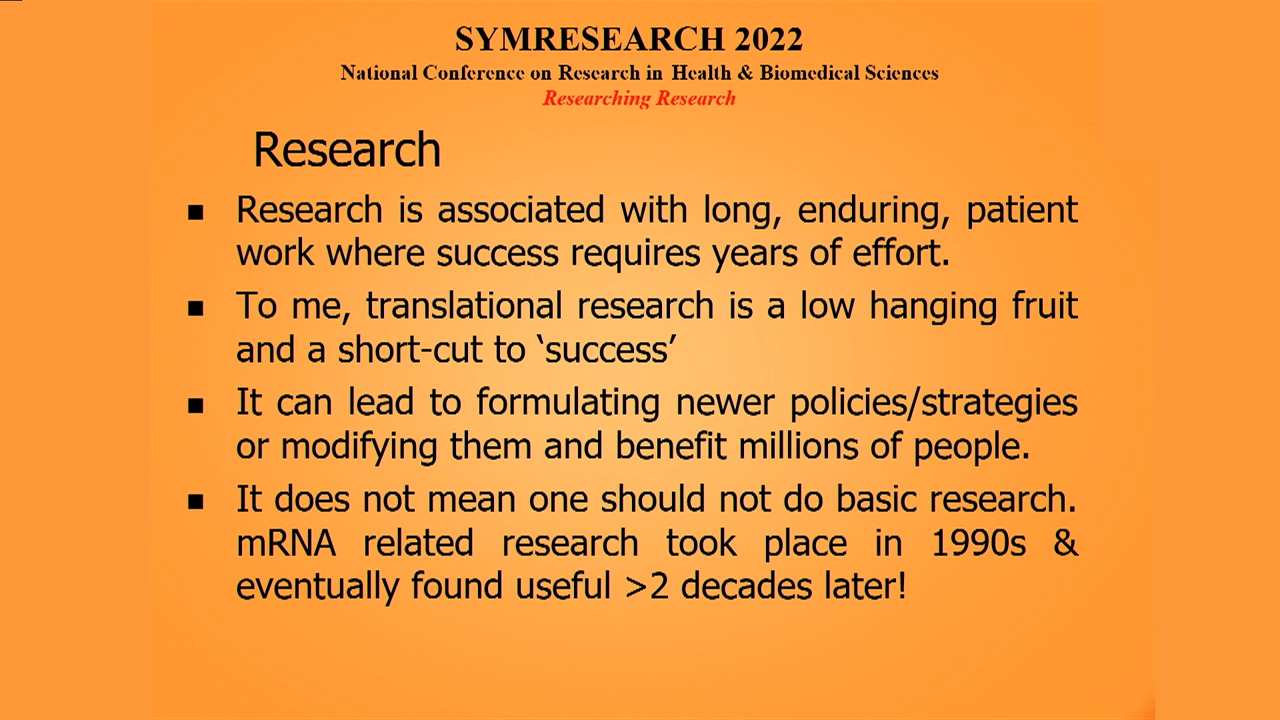 SYMRESEARCH 2022
National Conference on Research in Health & Biomedical Sciences
Researching Research
Research
■ Research is associated with long, enduring, patient
work where success requires years of effort.
■ To me, translational research is a low hanging fruit
and a short-cut to ‘success’
■ It can lead to formulating newer policies/strategies
or modifying them and benefit millions of people.
■ It does not mean one should not do basic research.
mRNA related research took place in 1990s &
eventually found useful >2 decades later!